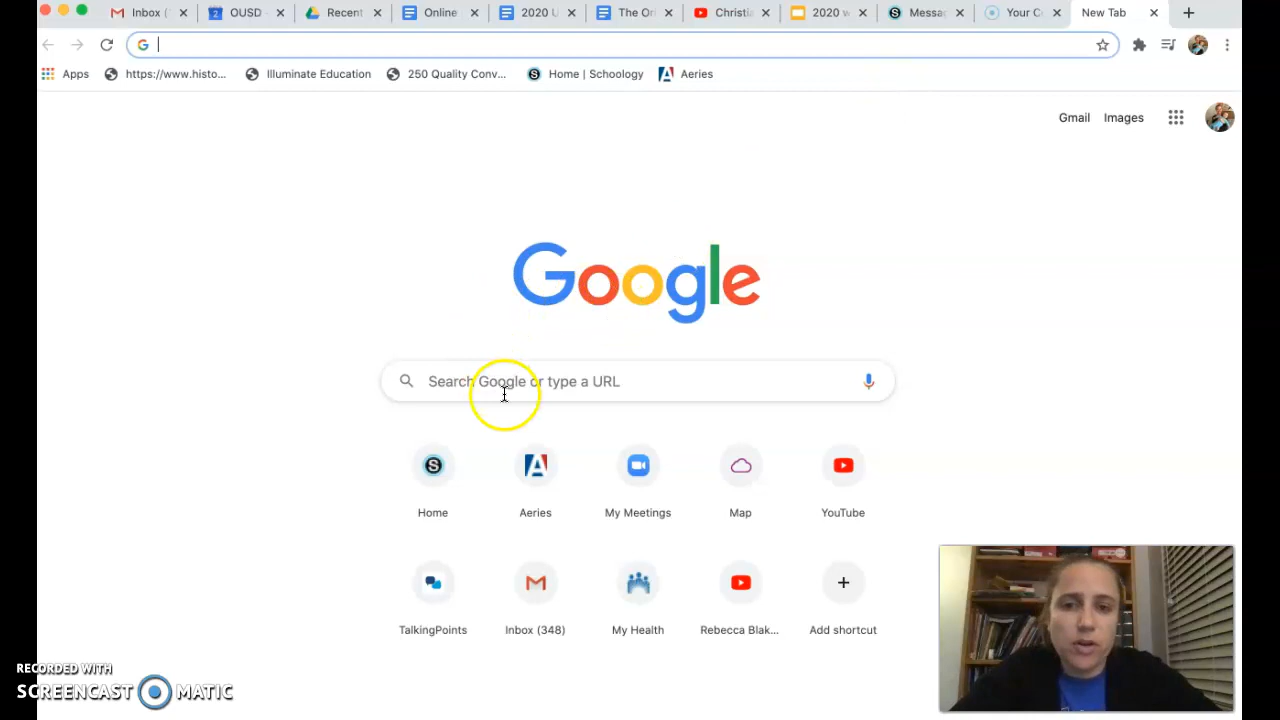 Inbox (
OUSD -
Recent
Online
2020 U
The Or
Christia
2020 w
Messa
Your C
New Tab
Apps
https://www.histo...
Illuminate Education
250 Quality Conv...
Home | Schoology
Aeries
Gmail
Images
Google
Search Google or type a URL
Home
Aeries
My Meetings
Map
YouTube
TalkingPoints
Inbox (348)
My Health
Rebecca Blak...
Add shortcut
RECORDED WITH
SCREENCAST MATIC